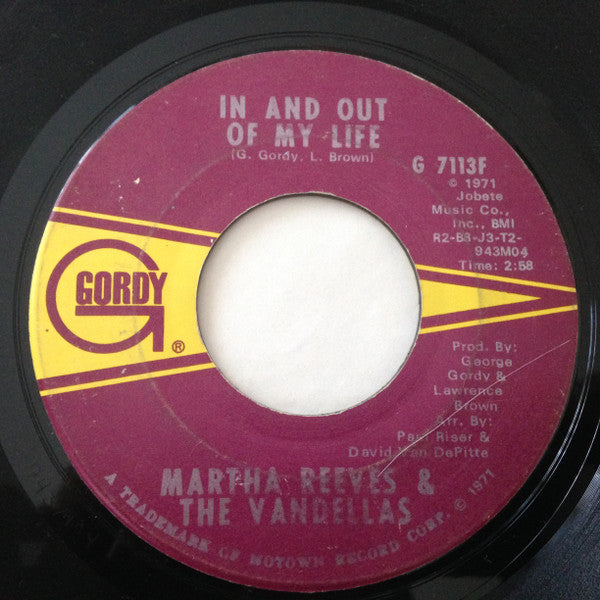 IN AND OUT
OF MY LIFE
(G. Gordy, L. Brown)
G 7113F
© 1971
Jobete
Music Co.,
Inc., BMI
R2-BB-J3-T2-
943M04
Time: 2:58
GORDY
®
Prod. By:
George
Gordy &
Lawrence
Brown
Arr. By:
Paul Riser &
David Van DePitte
MARTHA REEVES &
THE VANDELLAS
A TRADEMARK OF MOTOWN RECORD CORP. © 1971